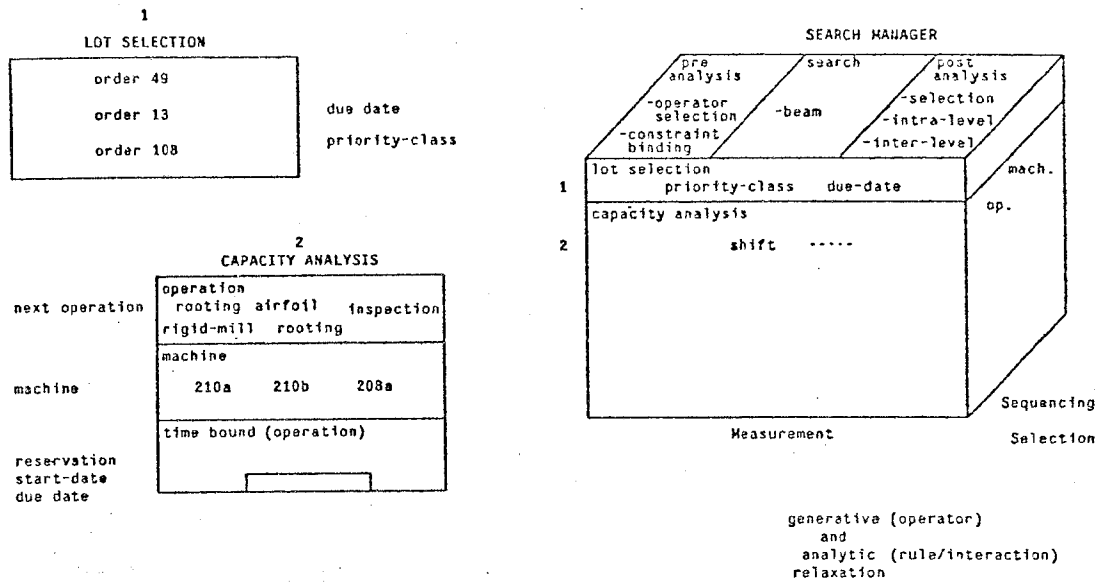 1
LOT SELECTION
order 49
order 13
order 108
due date
priority-class
2
CAPACITY ANALYSIS
next operation
operation
rooting airfoil inspection
rigid-mill rooting
machine
machine
210a 210b 208a
time bound (operation)
reservation
start-date
due date
SEARCH MANAGER
pre
analysis
-operator
selection
-constraint
binding
search
-beam
post
analysis
-selection
-intra-level
-inter-level
1
lot selection
priority-class due-date
2
capacity analysis
shift -----
mach.
op.
Sequencing
Selection
Measurement
generative (operator)
and
analytic (rule/interaction)
relaxation